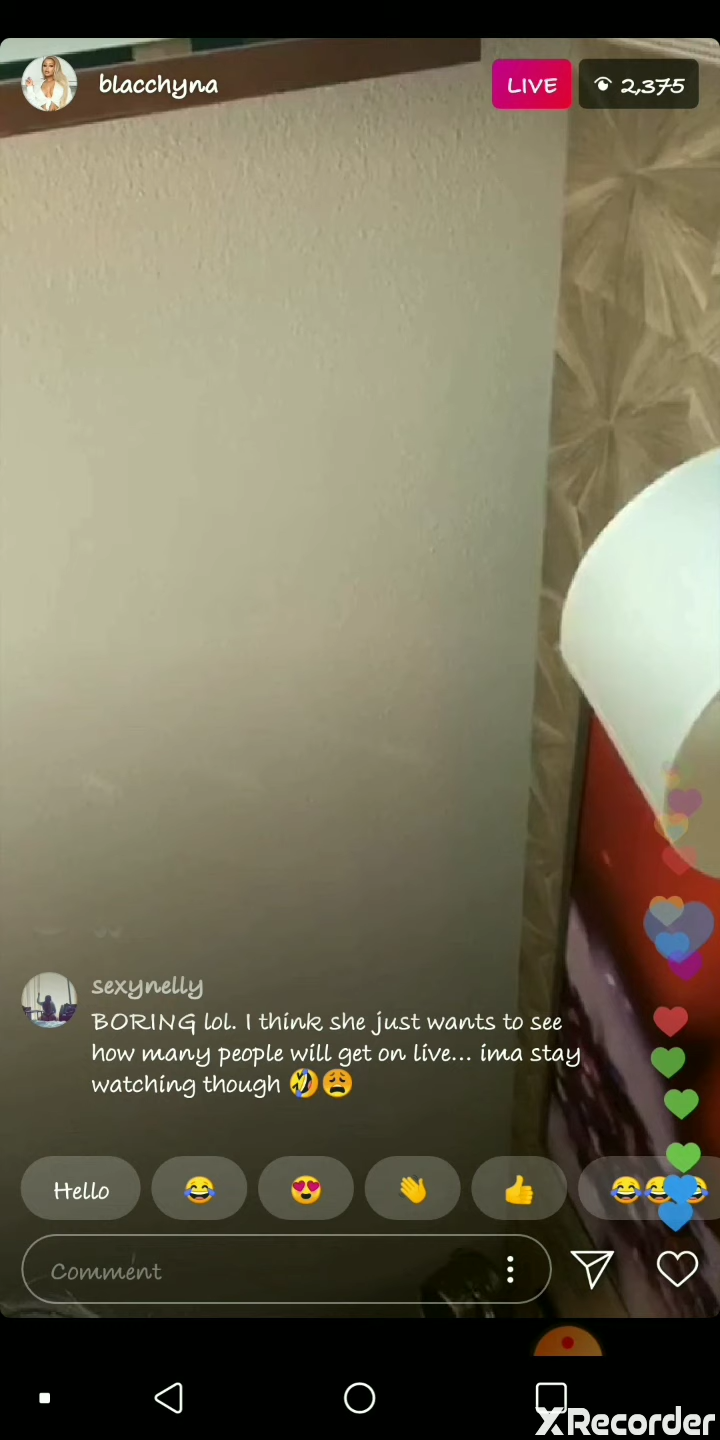 blacchyna
LIVE 2,375
sexynelly
BORING lol. I think she just wants to see
how many people will get on live... ima stay
watching though 🤣😩
Hello 😂 😍 👋 👍 😂😂😂
Comment
XRecorder